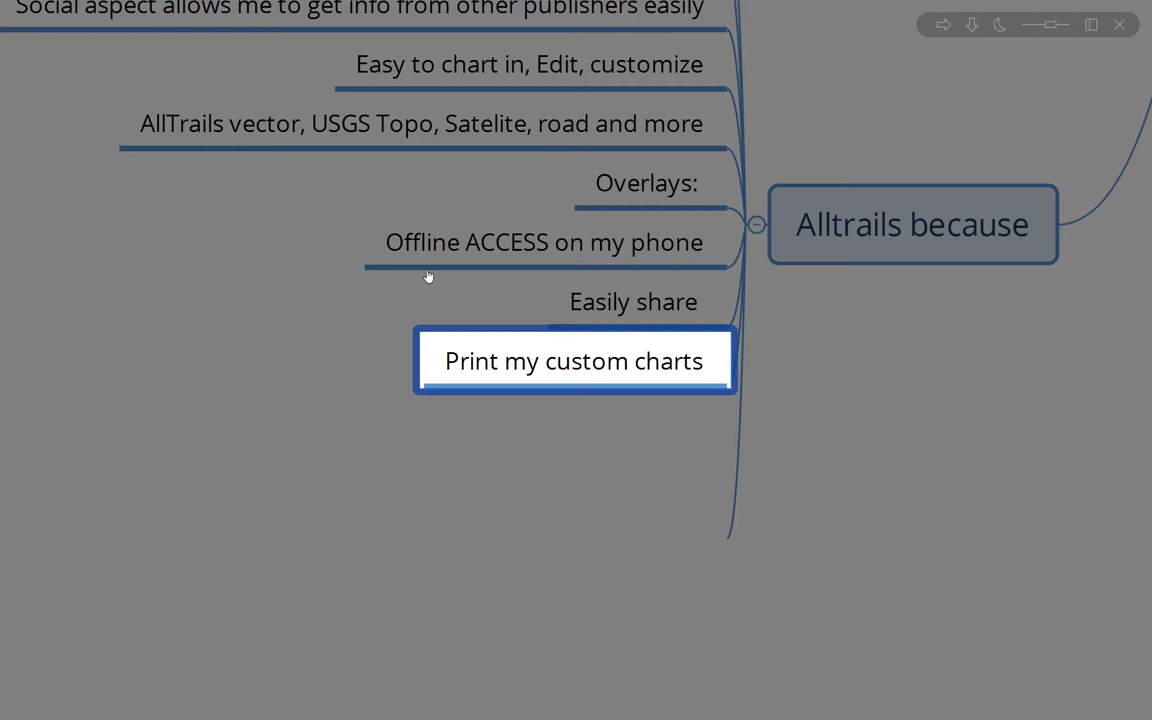 Social aspect allows me to get info from other publishers easily
Easy to chart in, Edit, customize
AllTrails vector, USGS Topo, Satelite, road and more
Overlays:
Offline ACCESS on my phone
Easily share
Print my custom charts
Alltrails because